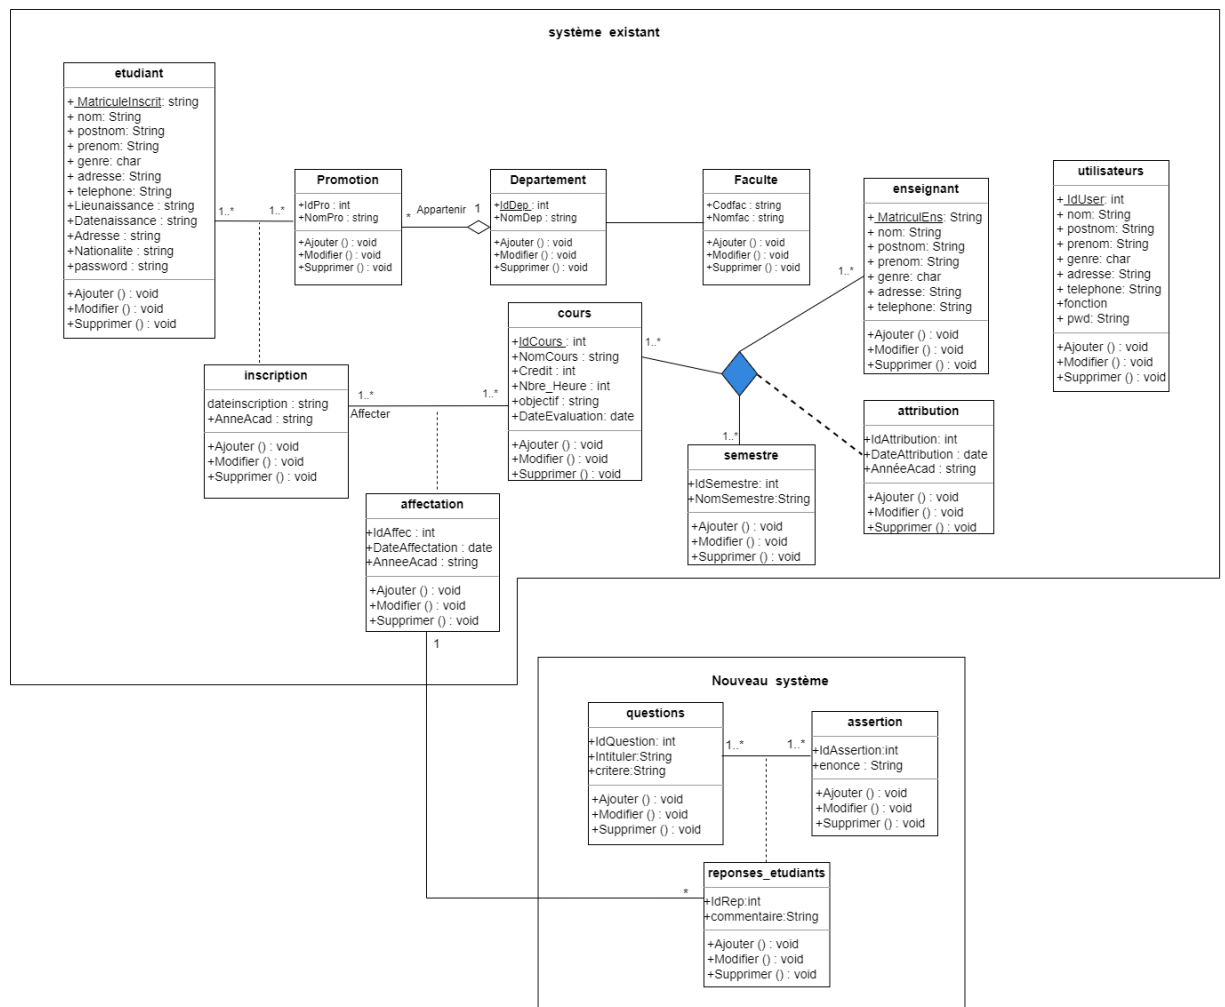 système existant
etudiant
+ MatriculeInscrit: string
+ nom: String
+ postnom: String
+ prenom: String
+ genre: char
+ adresse: String
+ telephone: String
+Lieunaissance : string
+Datenaissance : string
+Adresse : string
+Nationalite : string
+password : string
+Ajouter () : void
+Modifier () : void
+Supprimer () : void
1..*
1..*
Promotion
+IdPro : int
+NomPro : string
+Ajouter () : void
+Modifier () : void
+Supprimer () : void
*
Appartenir
1
Departement
+IdDep : int
+NomDep : string
+Ajouter () : void
+Modifier () : void
+Supprimer () : void
Faculte
+Codfac : string
+Nomfac : string
+Ajouter () : void
+Modifier () : void
+Supprimer () : void
enseignant
+ MatriculEns: String
+ nom: String
+ postnom: String
+ prenom: String
+ genre: char
+ adresse: String
+ telephone: String
+Ajouter () : void
+Modifier () : void
+Supprimer () : void
1..*
utilisateurs
+ IdUser: int
+ nom: String
+ postnom: String
+ prenom: String
+ genre: char
+ adresse: String
+ telephone: String
+fonction
+ pwd: String
+Ajouter () : void
+Modifier () : void
+Supprimer () : void
inscription
dateinscription : string
+AnneAcad : string
+Ajouter () : void
+Modifier () : void
+Supprimer () : void
1..*
Affecter
1..*
cours
+IdCours : int
+NomCours : string
+Credit : int
+Nbre_Heure : int
+objectif : string
+DateEvaluation: date
+Ajouter () : void
+Modifier () : void
+Supprimer () : void
1..*
1..*
semestre
+IdSemestre: int
+NomSemestre:String
+Ajouter () : void
+Modifier () : void
+Supprimer () : void
attribution
+IdAttribution: int
+DateAttribution : date
+AnnéeAcad : string
+Ajouter () : void
+Modifier () : void
+Supprimer () : void
affectation
+IdAffec : int
+DateAffectation : date
+AnneeAcad : string
+Ajouter () : void
+Modifier () : void
+Supprimer () : void
1
Nouveau système
questions
+IdQuestion: int
+Intituler:String
+critere:String
+Ajouter () : void
+Modifier () : void
+Supprimer () : void
1..*
1..*
assertion
+IdAssertion:int
+enonce : String
+Ajouter () : void
+Modifier () : void
+Supprimer () : void
*
reponses_etudiants
+IdRep:int
+commentaire:String
+Ajouter () : void
+Modifier () : void
+Supprimer () : void